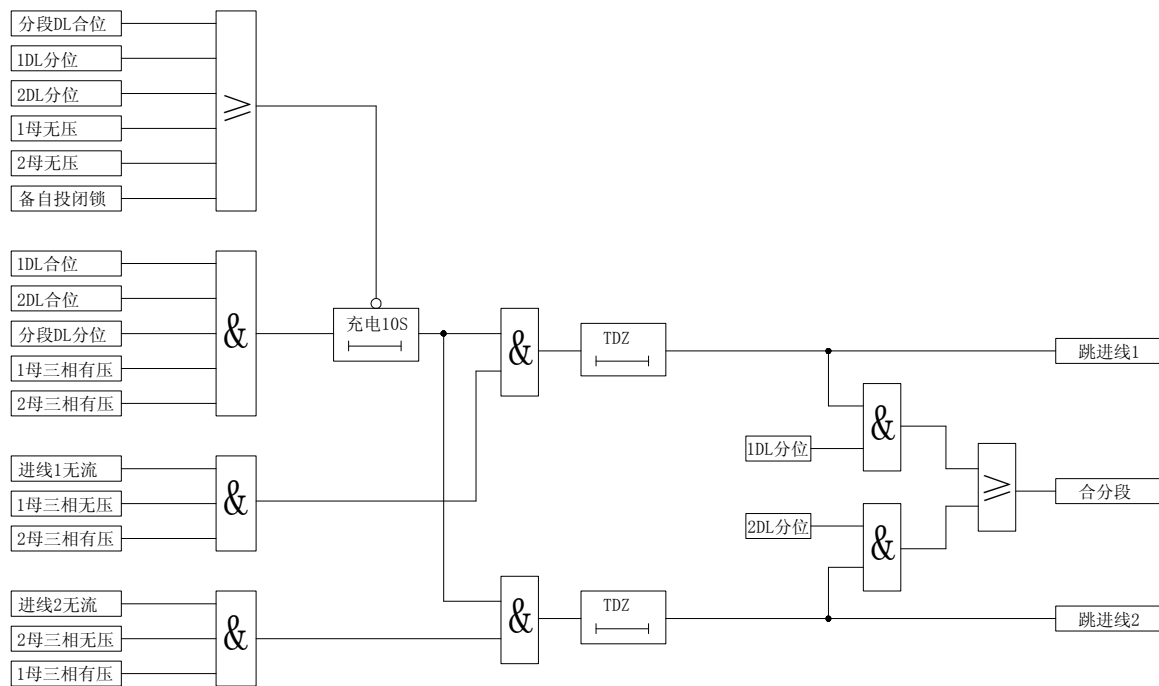 分段DL合位
1DL分位
2DL分位
1母无压
2母无压
备自投闭锁
≥
1DL合位
2DL合位
分段DL分位
1母三相有压
2母三相有压
&
充电10S
&
TDZ
跳进线1
1DL分位
&
进线1无流
1母三相无压
2母三相有压
&
≥
合分段
2DL分位
&
进线2无流
2母三相无压
1母三相有压
&
&
TDZ
跳进线2